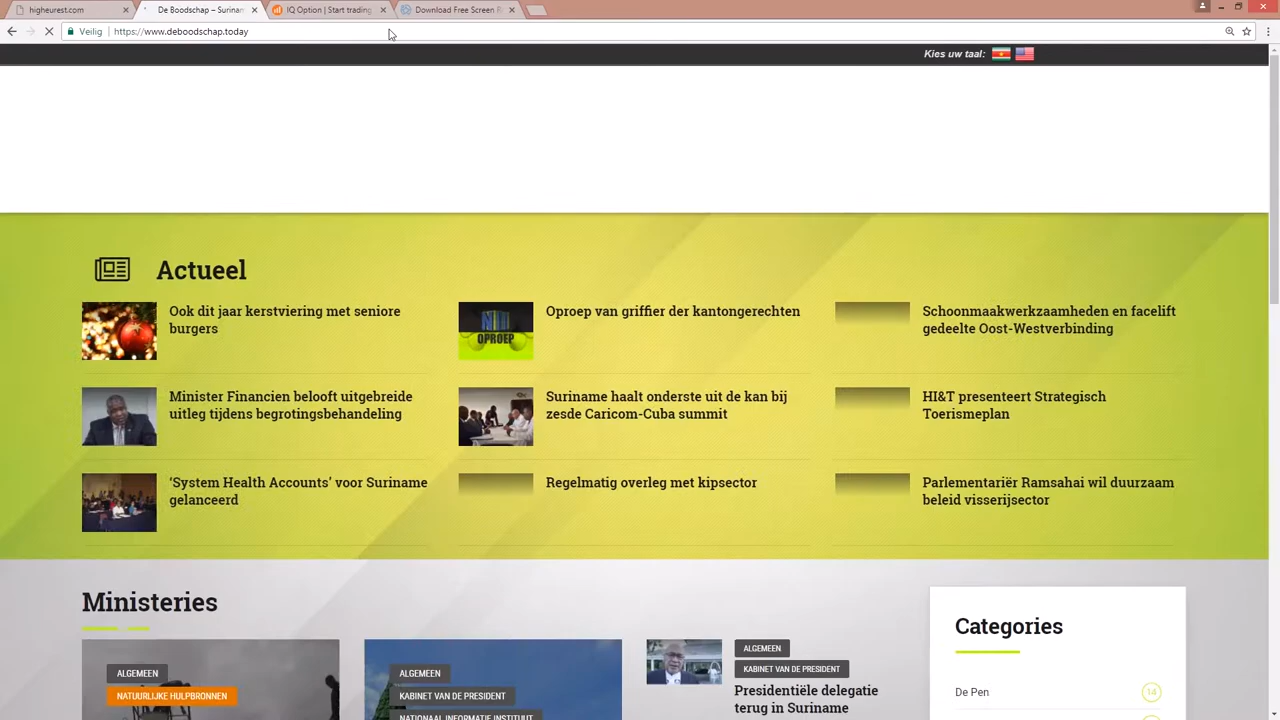 higheurest.com
De Boodschap – Surinam
IQ Option | Start trading
Download Free Screen R
Veilig
https://www.deboodschap.today
Kies uw taal:
Actueel
Ook dit jaar kerstviering met seniore
burgers
Oproep van griffier der kantongerechten
OPROEP
Schoonmaakwerkzaamheden en facelift
gedeelte Oost-Westverbinding
Minister Financien belooft uitgebreide
uitleg tijdens begrotingsbehandeling
Suriname haalt onderste uit de kan bij
zesde Caricom-Cuba summit
HI&T presenteert Strategisch
Toerismeplan
‘System Health Accounts’ voor Suriname
gelanceerd
Regelmatig overleg met kipsector
Parlementariër Ramsahai wil duurzaam
beleid visserijsector
Ministeries
ALGEMEEN
NATUURLIJKE HULPBRONNEN
ALGEMEEN
KABINET VAN DE PRESIDENT
NATIONAAL INFORMATIE INSTITUUT
ALGEMEEN
KABINET VAN DE PRESIDENT
Presidentiële delegatie
terug in Suriname
Categories
De Pen
14